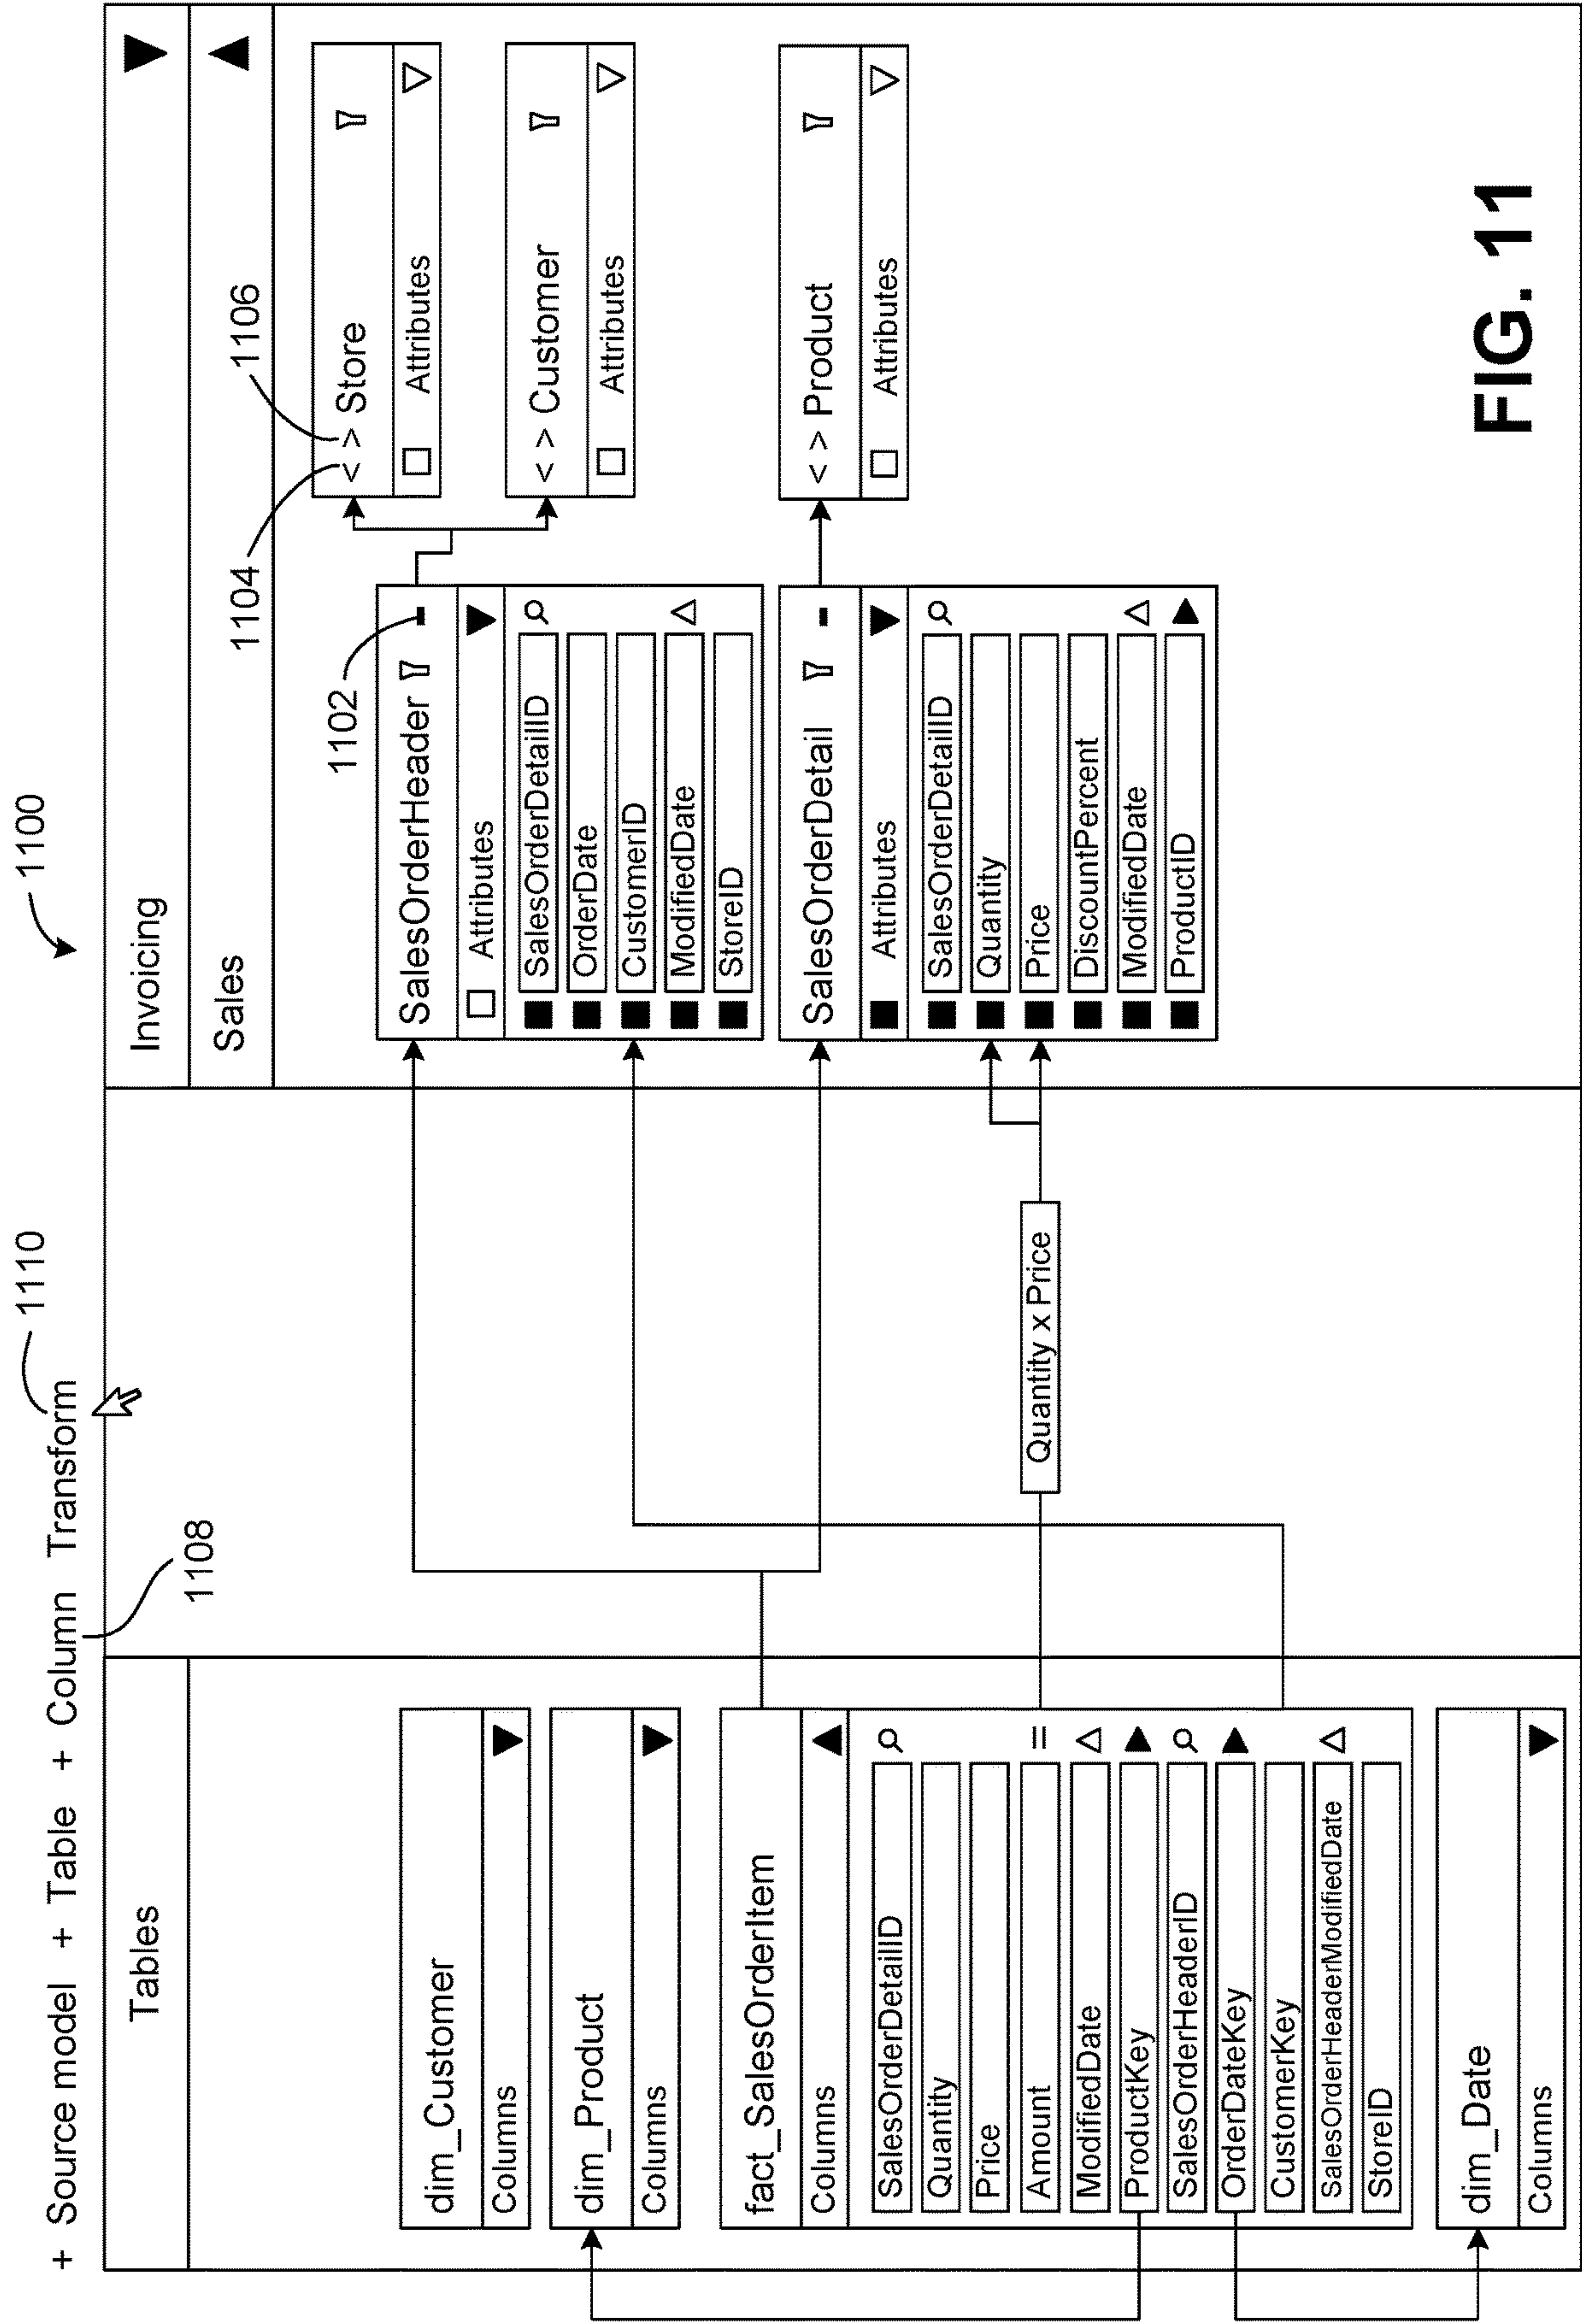 1100
1110
+ Source model + Table + Column Transform
1108
Tables
dim_Customer
Columns
dim_Product
Columns
fact_SalesOrderItem
Columns
SalesOrderDetailID
Quantity
Price
Amount =
ModifiedDate
ProductKey
SalesOrderHeaderID
OrderDateKey
CustomerKey
SalesOrderHeaderModifiedDate
StoreID
dim_Date
Columns
Quantity x Price
Invoicing
Sales
1102
1104
1106
SalesOrderHeader
Attributes
SalesOrderDetailID
OrderDate
CustomerID
ModifiedDate
StoreID
SalesOrderDetail
Attributes
SalesOrderDetailID
Quantity
Price
DiscountPercent
ModifiedDate
ProductID
< > Store
Attributes
< > Customer
Attributes
< > Product
Attributes
FIG. 11